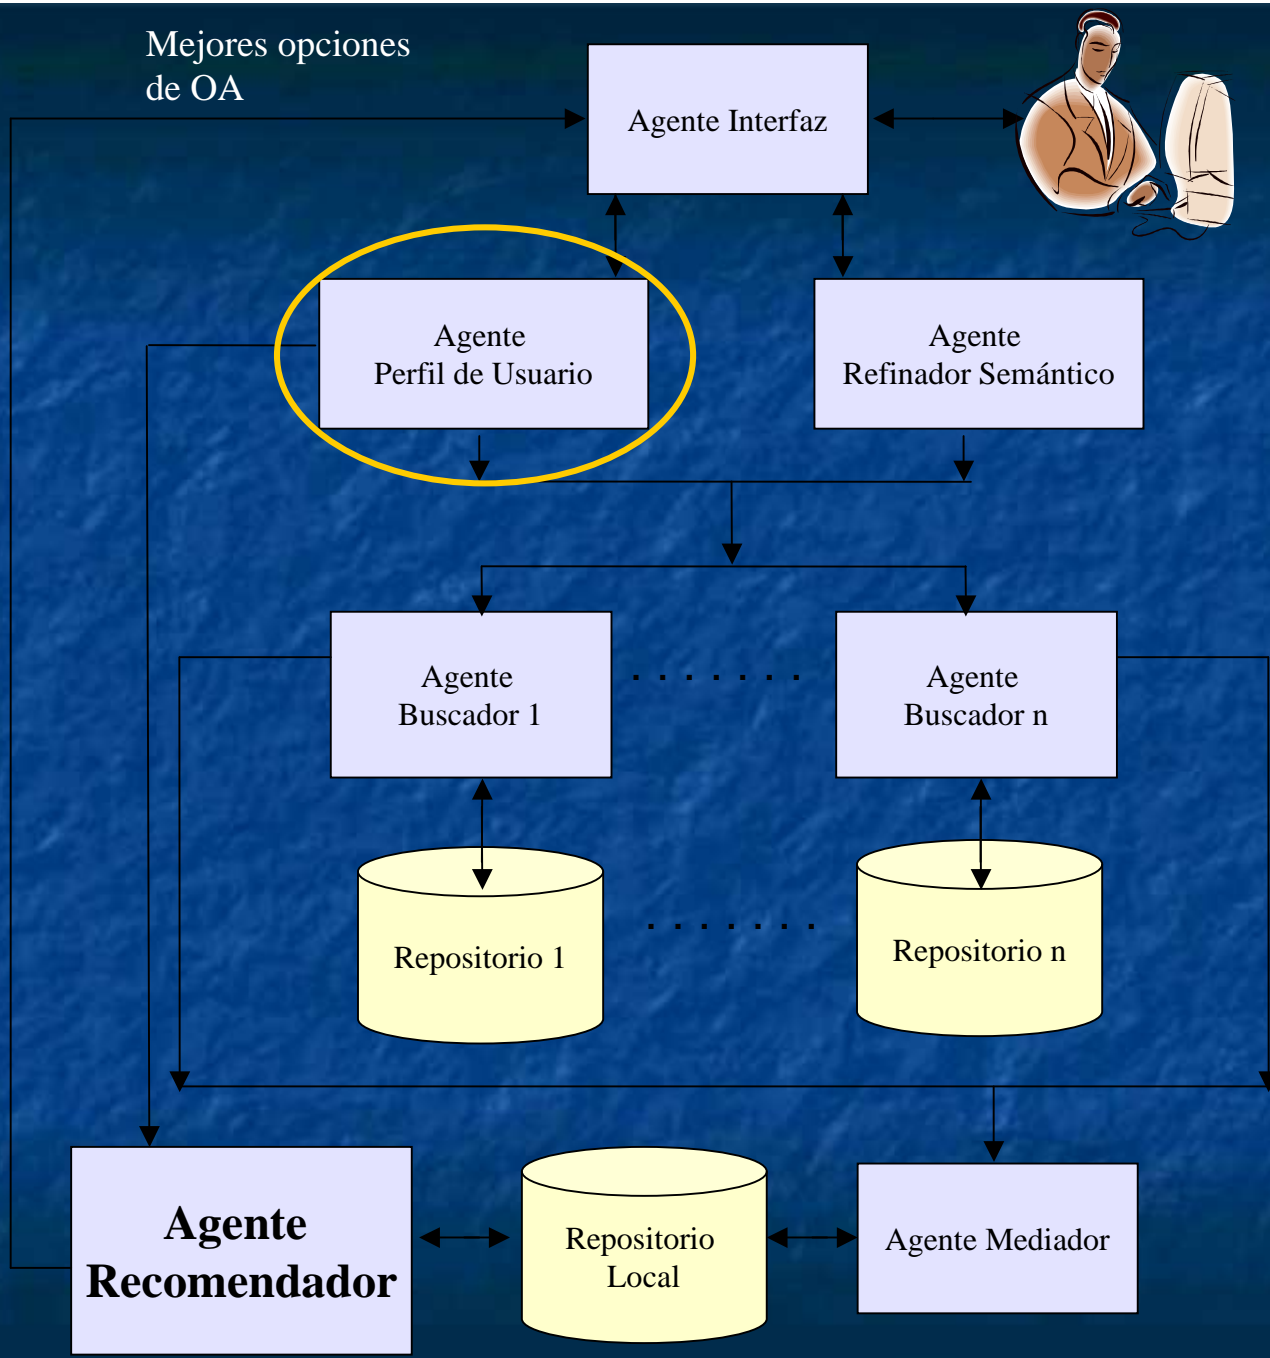 Mejores opciones
de OA
Agente Interfaz
Agente
Perfil de Usuario
Agente
Refinador Semántico
Agente
Buscador 1
. . . . . . .
Agente
Buscador n
Repositorio 1
. . . . . . .
Repositorio n
Agente
Recomendador
Repositorio
Local
Agente Mediador